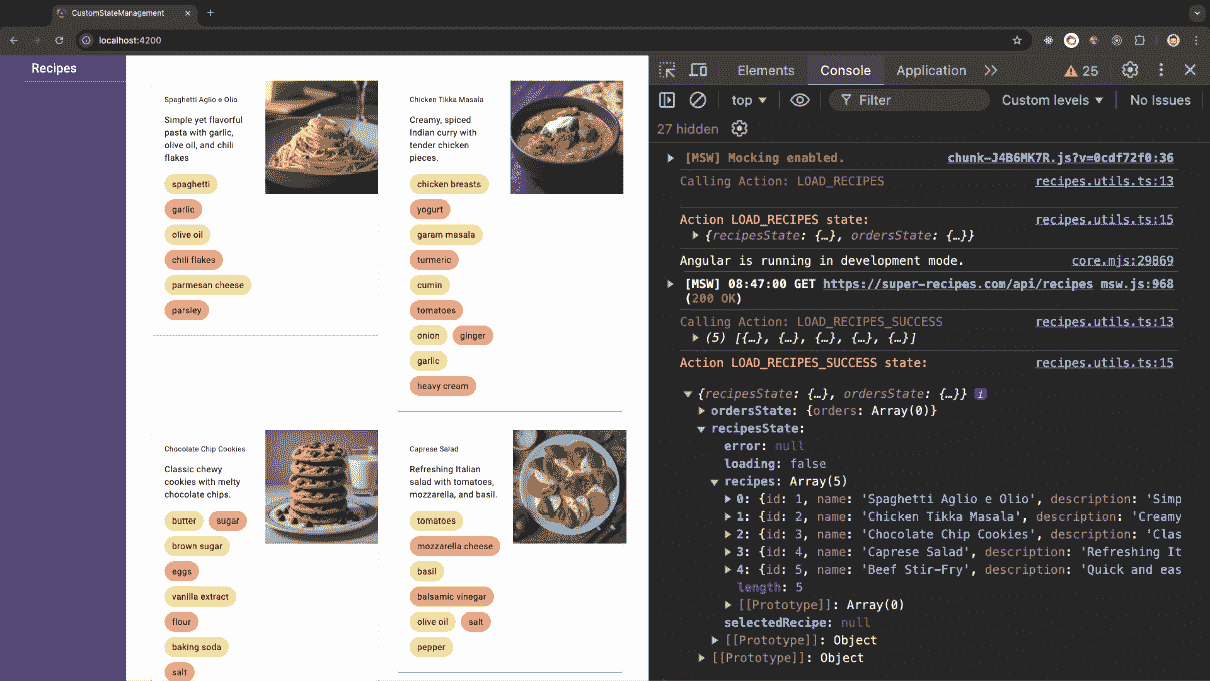 CustomStateManagement
localhost:4200
Recipes
Spaghetti Aglio e Olio
Simple yet flavorful
pasta with garlic,
olive oil, and chili
flakes
spaghetti
garlic
olive oil
chili flakes
parmesan cheese
parsley
Chicken Tikka Masala
Creamy, spiced
Indian curry with
tender chicken
pieces.
chicken breasts
yogurt
garam masala
turmeric
cumin
tomatoes
onion ginger
garlic
heavy cream
Chocolate Chip Cookies
Classic chewy
cookies with melty
chocolate chips.
butter sugar
brown sugar
eggs
vanilla extract
flour
baking soda
salt
Caprese Salad
Refreshing Italian
salad with tomatoes,
mozzarella, and basil.
tomatoes
mozzarella cheese
basil
balsamic vinegar
olive oil salt
pepper
Elements Console Application 25
top Filter Custom levels No Issues
27 hidden
[MSW] Mocking enabled. chunk-J4B6MK7R.js?v=0cdf72f0:36
Calling Action: LOAD_RECIPES recipes.utils.ts:13
Action LOAD_RECIPES state: recipes.utils.ts:15
{recipesState: {…}, ordersState: {…}}
Angular is running in development mode. core.mjs:29869
[MSW] 08:47:00 GET https://super-recipes.com/api/recipes msw.js:968
(200 OK)
Calling Action: LOAD_RECIPES_SUCCESS recipes.utils.ts:13
(5) [{…}, {…}, {…}, {…}, {…}]
Action LOAD_RECIPES_SUCCESS state: recipes.utils.ts:15
{recipesState: {…}, ordersState: {…}} i
ordersState: {orders: Array(0)}
recipesState:
error: null
loading: false
recipes: Array(5)
0: {id: 1, name: 'Spaghetti Aglio e Olio', description: 'Simp
1: {id: 2, name: 'Chicken Tikka Masala', description: 'Creamy
2: {id: 3, name: 'Chocolate Chip Cookies', description: 'Clas
3: {id: 4, name: 'Caprese Salad', description: 'Refreshing It
4: {id: 5, name: 'Beef Stir-Fry', description: 'Quick and eas
length: 5
[[Prototype]]: Array(0)
selectedRecipe: null
[[Prototype]]: Object
[[Prototype]]: Object